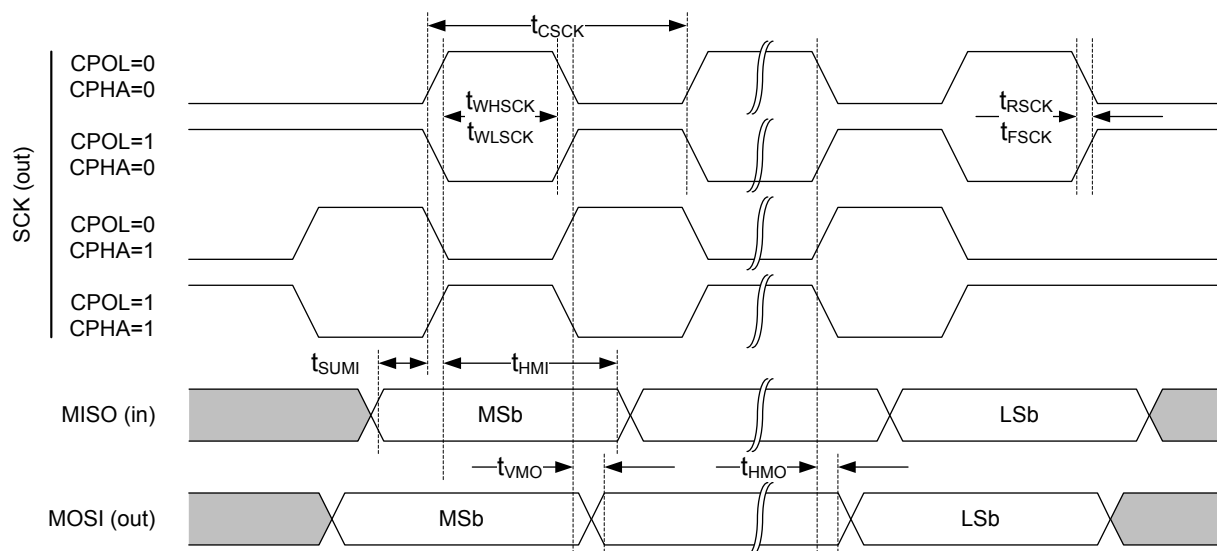 tCSCK
CPOL=0
CPHA=0
tWHSCK
tWLSCK
tRSCK
tFSCK
CPOL=1
CPHA=0
SCK (out)
CPOL=0
CPHA=1
CPOL=1
CPHA=1
tSUMI
tHMI
MISO (in)
MSb
LSb
tVMO
tHMO
MOSI (out)
MSb
LSb